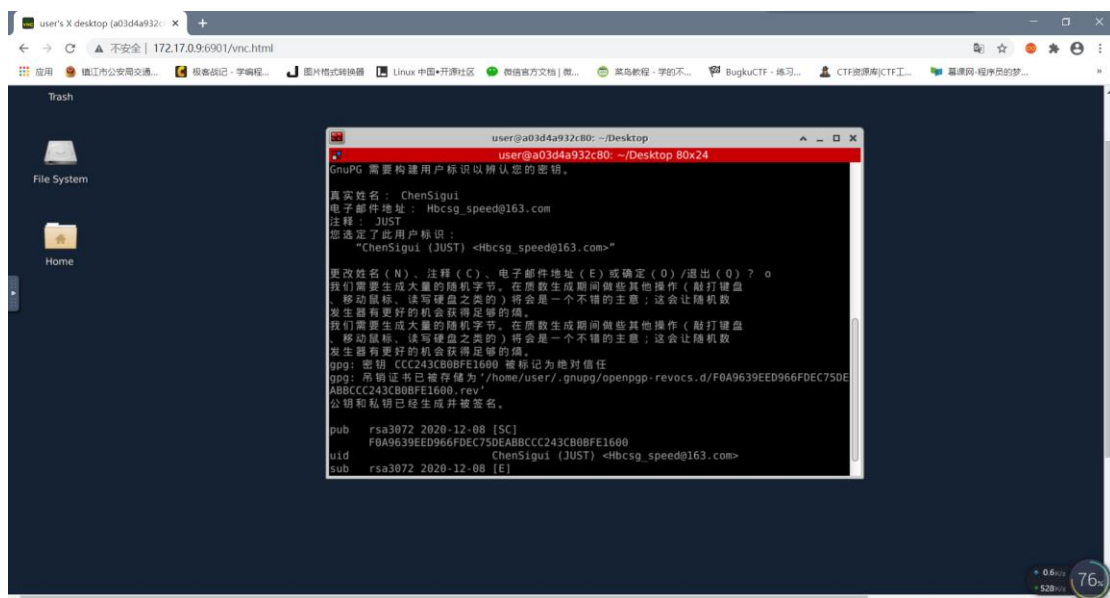 user's X desktop (a03d4a932c
不安全 | 172.17.0.9:6901/vnc.html
应用 镇江市公安局交通... 极客战记 - 学编程... 图片格式转换器 Linux 中国◆开源社区 微信官方文档 | 微... 菜鸟教程 - 学的不... BugkuCTF - 练习... CTF资源库|CTF工... 慕课网-程序员的梦...
Trash
File System
Home
user@a03d4a932c80: ~/Desktop
user@a03d4a932c80: ~/Desktop 80x24
GnuPG 需要构建用户标识以辨认您的密钥。
真实姓名： ChenSigui
电子邮件地址： Hbcsg_speed@163.com
注释： JUST
您选定了此用户标识：
“ChenSigui (JUST) <Hbcsg_speed@163.com>”
更改姓名（N）、注释（C）、电子邮件地址（E）或确定（O）/退出（Q）？ o
我们需要生成大量的随机字节。在质数生成期间做些其他操作（敲打键盘
、移动鼠标、读写硬盘之类的）将会是一个不错的主意；这会让随机数
发生器有更好的机会获得足够的熵。
我们需要生成大量的随机字节。在质数生成期间做些其他操作（敲打键盘
、移动鼠标、读写硬盘之类的）将会是一个不错的主意；这会让随机数
发生器有更好的机会获得足够的熵。
gpg: 密钥 CCC243CB0BFE1600 被标记为绝对信任
gpg: 吊销证书已被存储为‘/home/user/.gnupg/openpgp-revocs.d/F0A9639EED966FDEC75DE
ABBCCC243CB0BFE1600.rev’
公钥和私钥已经生成并被签名。
pub rsa3072 2020-12-08 [SC]
F0A9639EED966FDEC75DEABBCCC243CB0BFE1600
uid ChenSigui (JUST) <Hbcsg_speed@163.com>
sub rsa3072 2020-12-08 [E]
0.6K/s
528K/s
76%